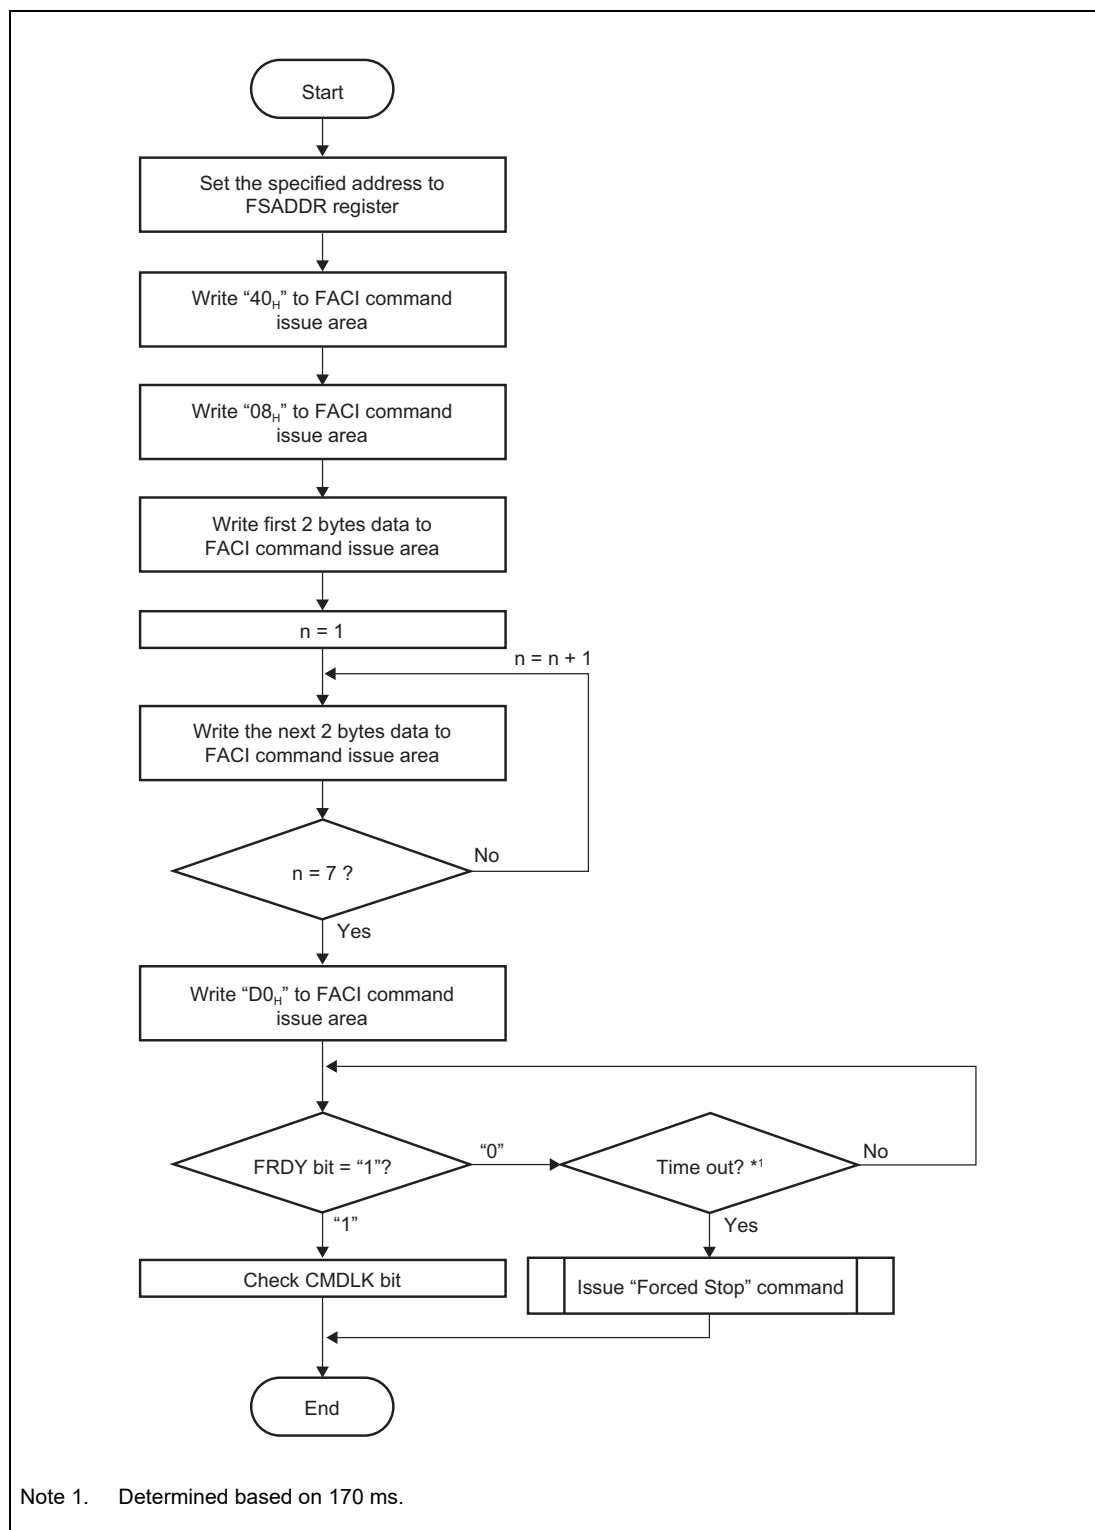 Start
Set the specified address to
FSADDR register
Write “40H” to FACI command
issue area
Write “08H” to FACI command
issue area
Write first 2 bytes data to
FACI command issue area
n = 1
n = n + 1
Write the next 2 bytes data to
FACI command issue area
n = 7 ?
No
Yes
Write “D0H” to FACI command
issue area
FRDY bit = “1”?
“0”
Time out? *1
No
“1”
Yes
Check CMDLK bit
Issue “Forced Stop” command
End
Note 1. Determined based on 170 ms.